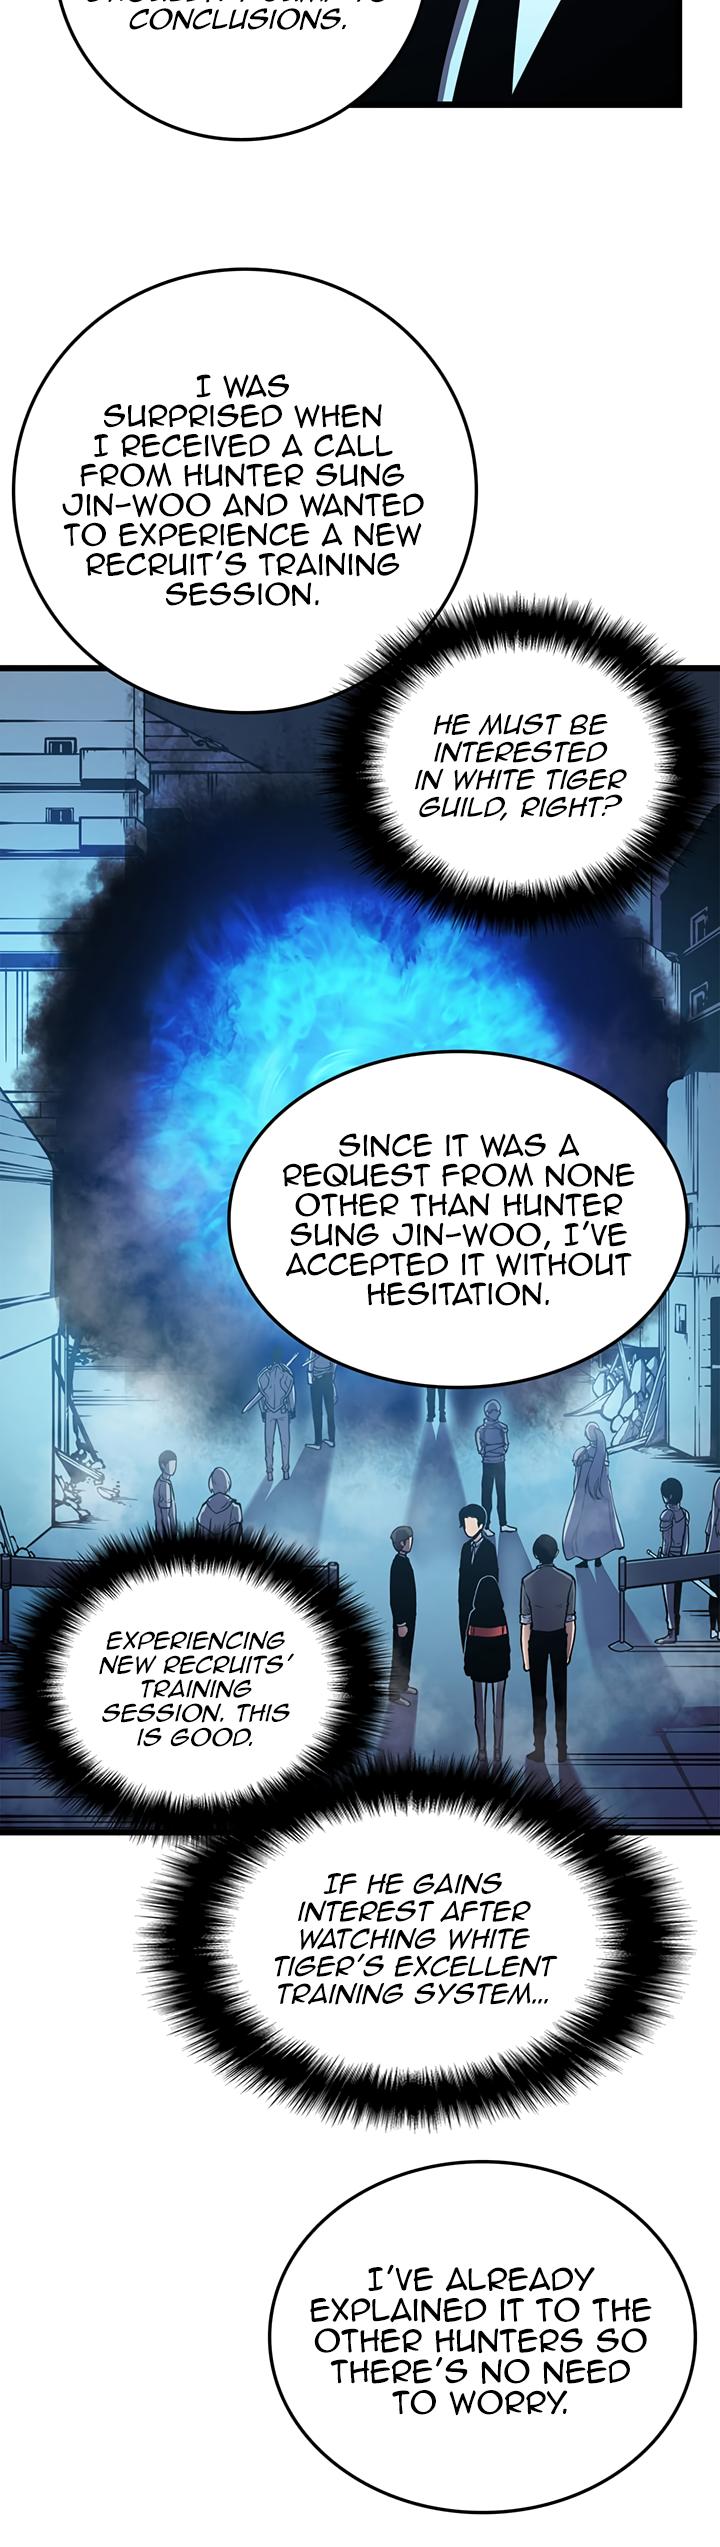 CONCLUSIONS.
I WAS
SURPRISED WHEN
I RECEIVED A CALL
FROM HUNTER SUNG
JIN-WOO AND WANTED
TO EXPERIENCE A NEW
RECRUIT'S TRAINING
SESSION.
HE MUST BE
INTERESTED
IN WHITE TIGER
GUILD, RIGHT?
SINCE IT WAS A
REQUEST FROM NONE
OTHER THAN HUNTER
SUNG JIN-WOO, I'VE
ACCEPTED IT WITHOUT
HESITATION.
EXPERIENCING
NEW RECRUITS'
TRAINING
SESSION. THIS
IS GOOD.
IF HE GAINS
INTEREST AFTER
WATCHING WHITE
TIGER'S EXCELLENT
TRAINING SYSTEM...
I'VE ALREADY
EXPLAINED IT TO THE
OTHER HUNTERS SO
THERE'S NO NEED
TO WORRY.